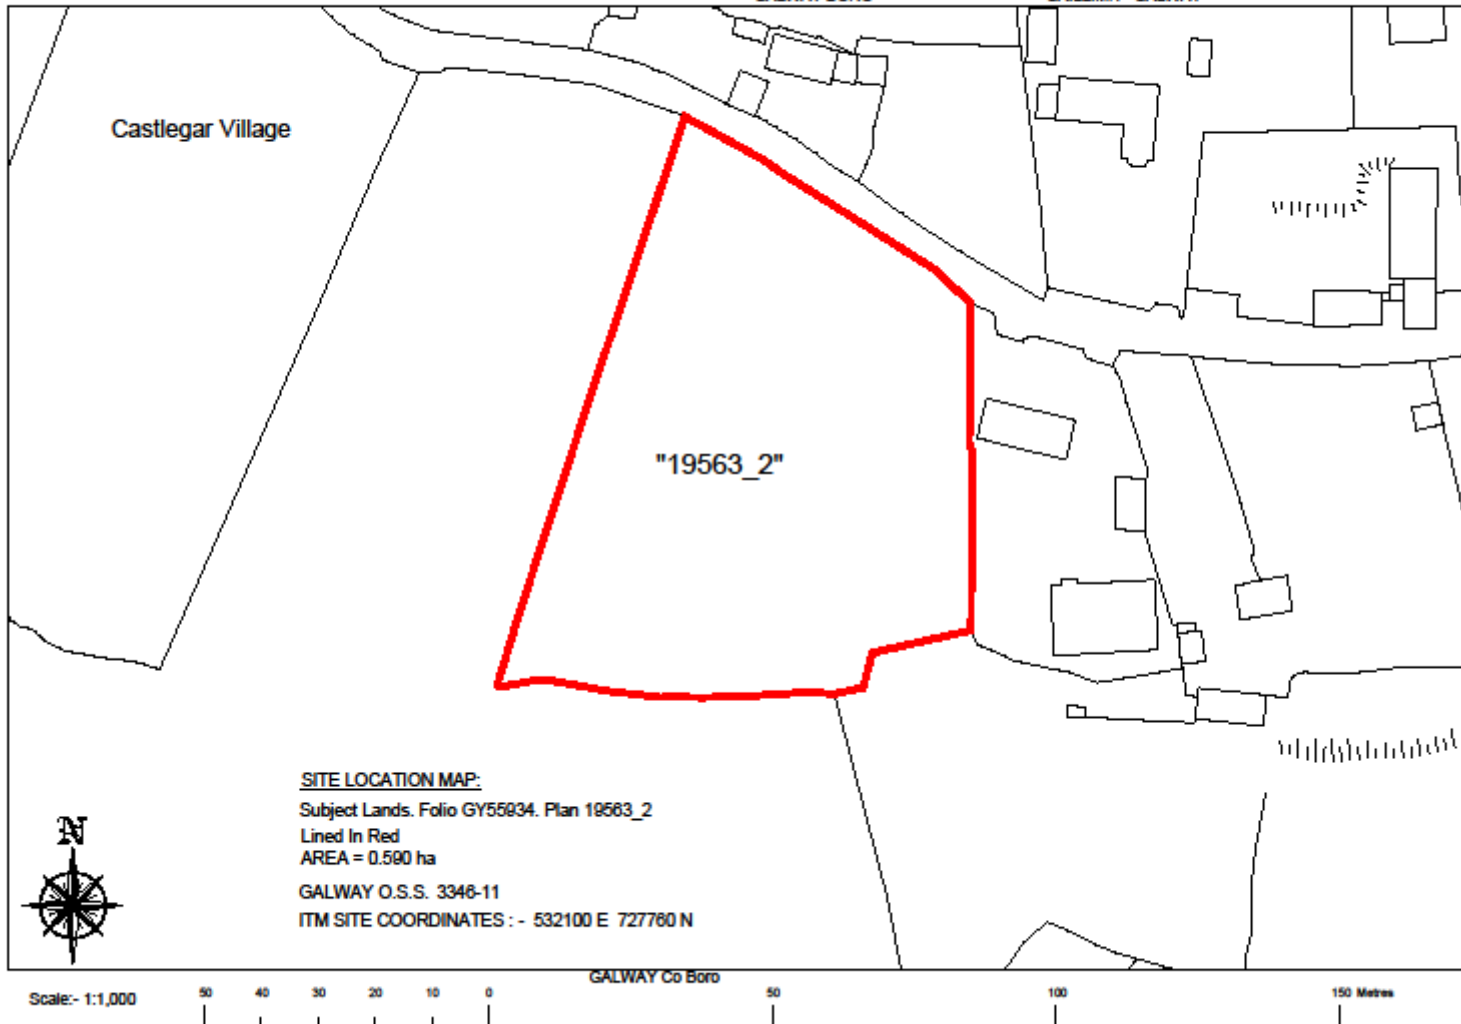 Castlegar Village
"19563_2"
SITE LOCATION MAP:
Subject Lands. Folio GY55934. Plan 19563_2
Lined In Red
AREA = 0.590 ha
GALWAY O.S.S. 3346-11
ITM SITE COORDINATES : - 532100 E 727760 N
N
GALWAY Co Boro
Scale:- 1:1,000
50 40 30 20 10 0 50 100 150 Metres